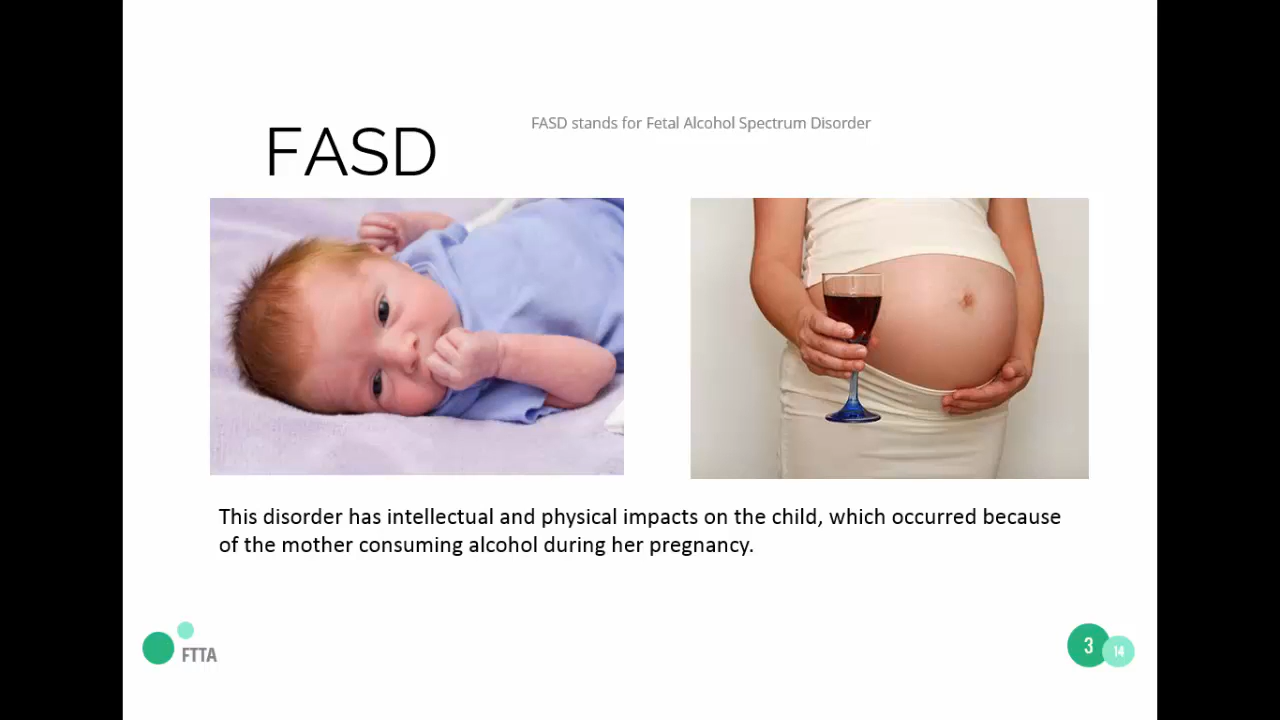 FASD stands for Fetal Alcohol Spectrum Disorder
FASD
This disorder has intellectual and physical impacts on the child, which occurred because
of the mother consuming alcohol during her pregnancy.
FTTA
3
14